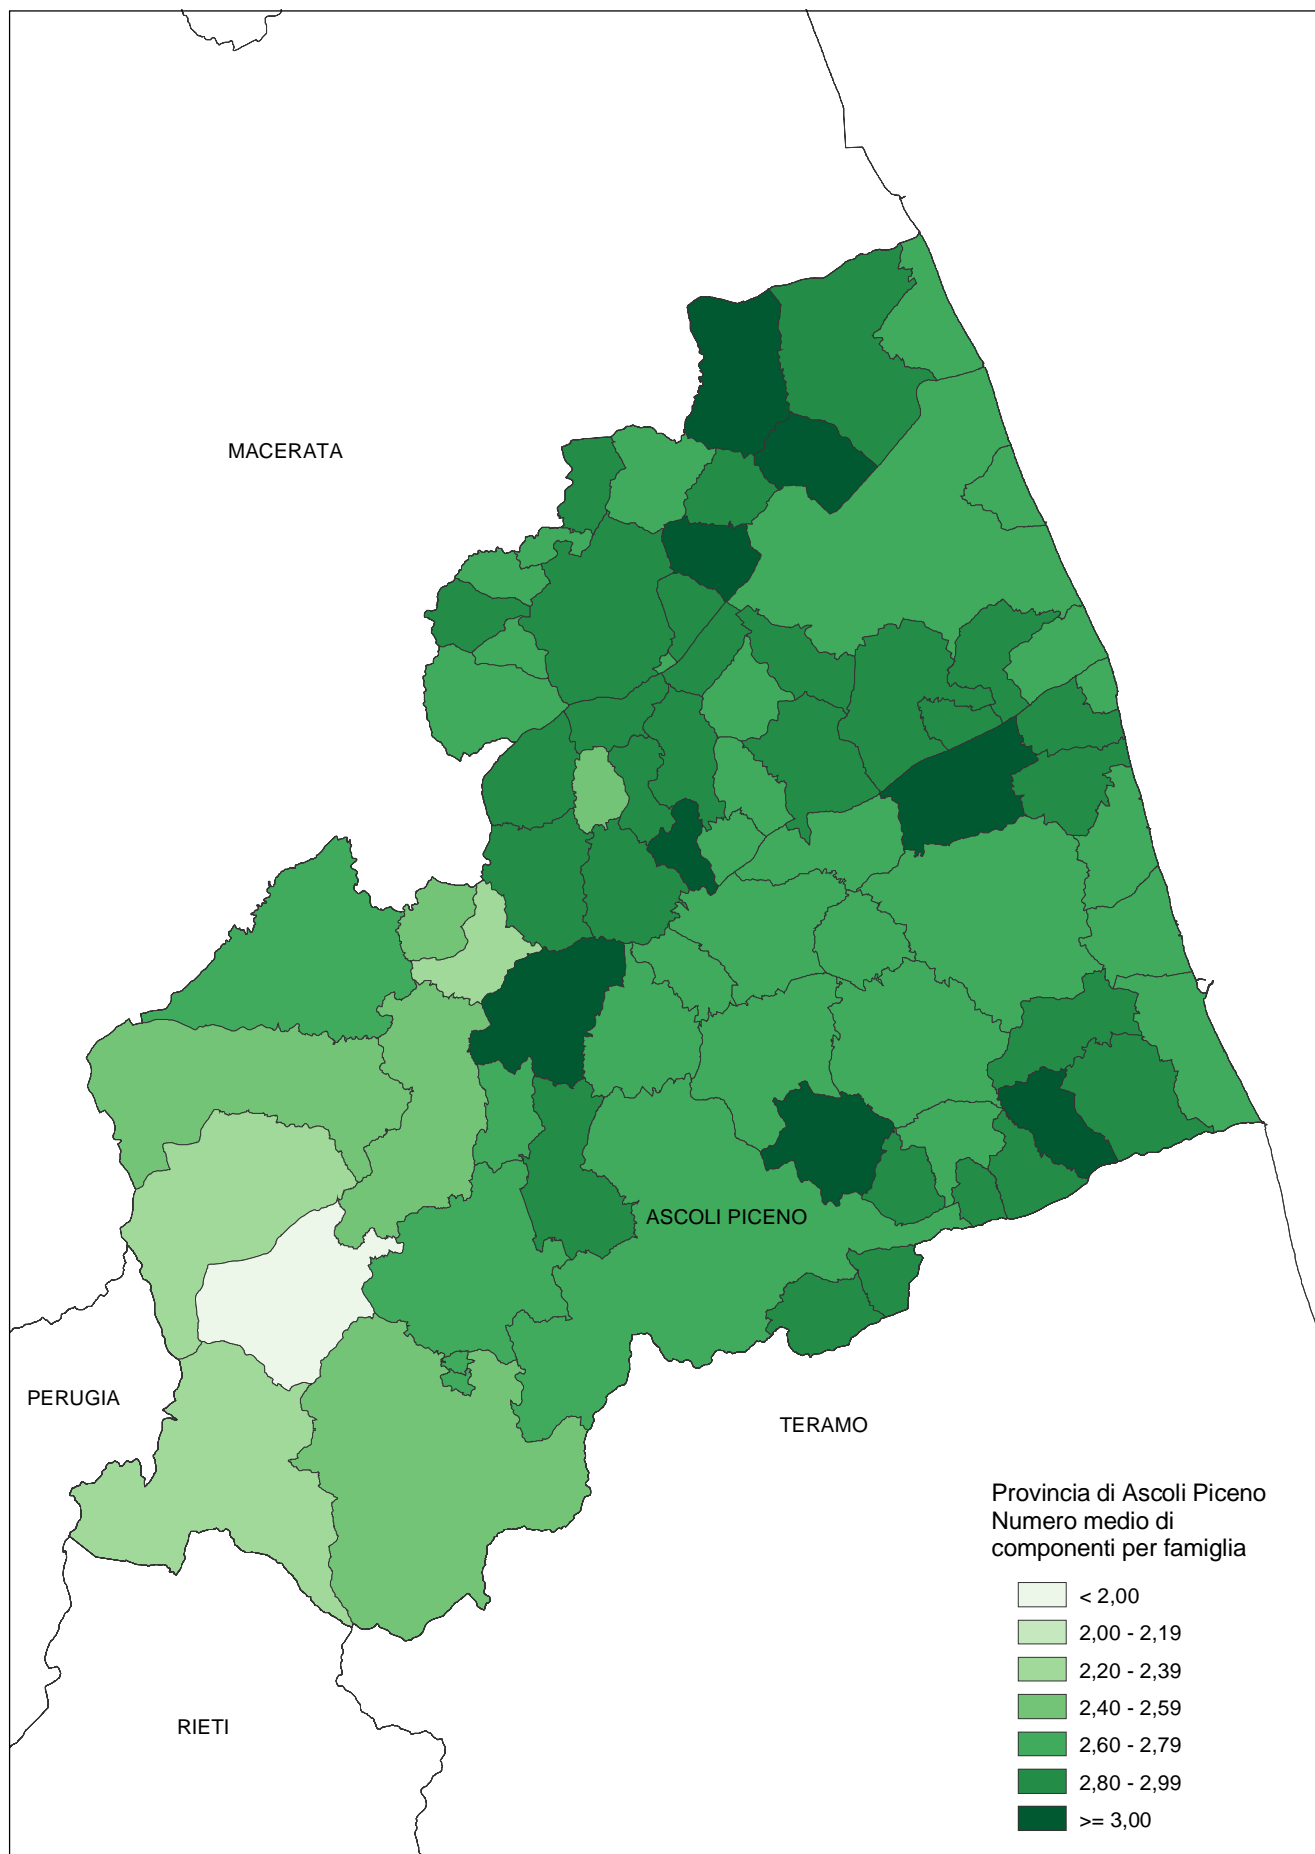 MACERATA
ASCOLI PICENO
PERUGIA
TERAMO
RIETI
Provincia di Ascoli Piceno
Numero medio di
componenti per famiglia
< 2,00
2,00 - 2,19
2,20 - 2,39
2,40 - 2,59
2,60 - 2,79
2,80 - 2,99
>= 3,00